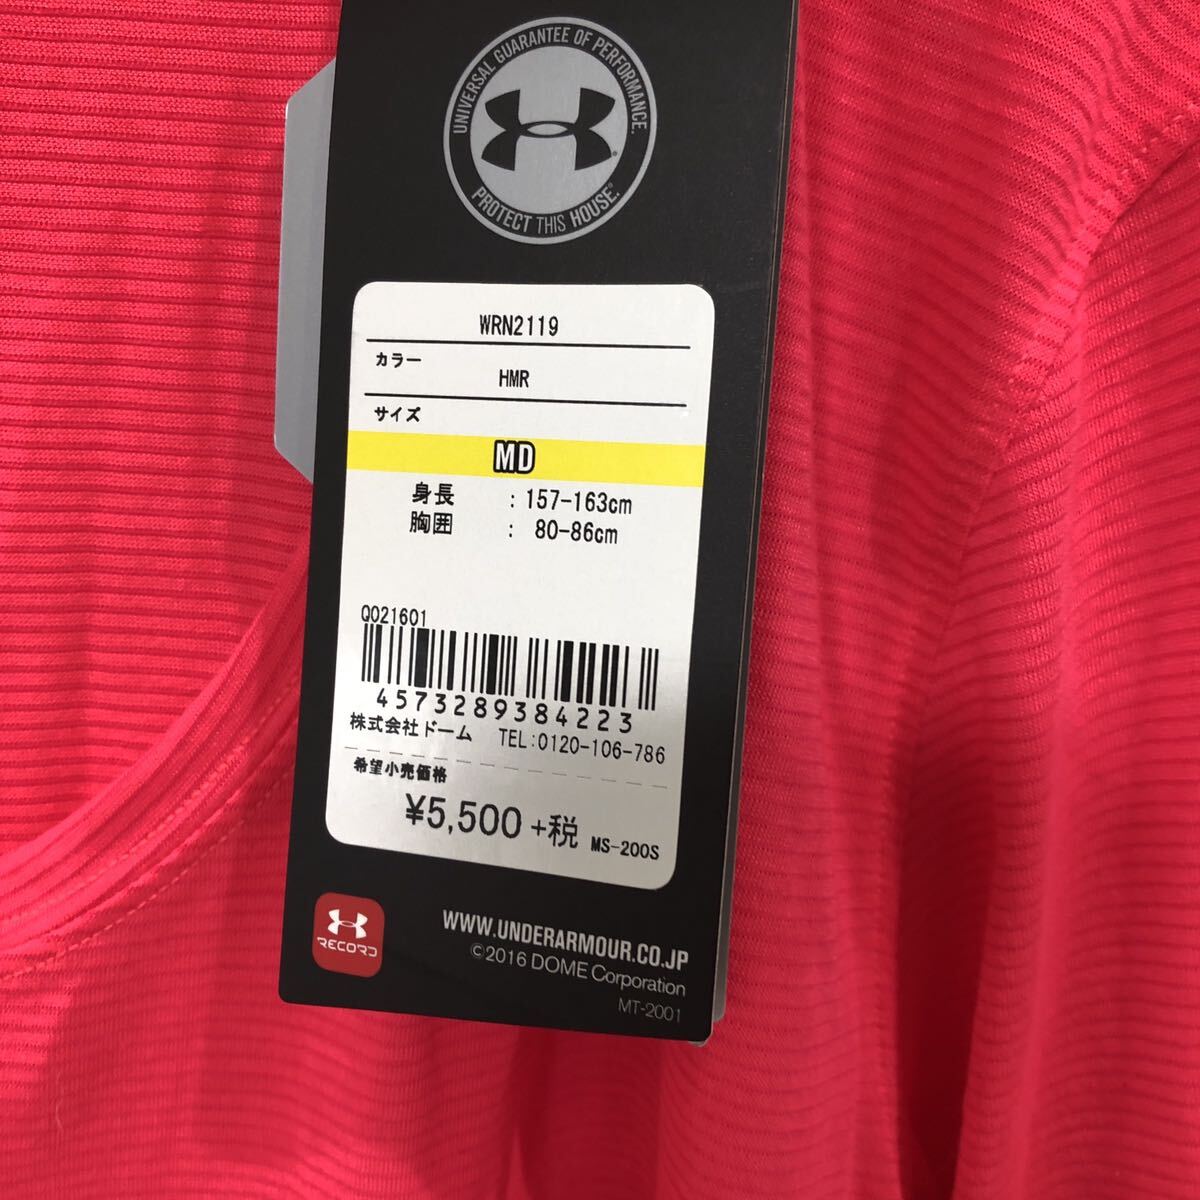 UNIVERSAL GUARANTEE OF PERFORMANCE.
PROTECT THIS HOUSE.®
WRN2119
カラー
HMR
サイズ
MD
身長 : 157-163cm
胸囲 : 80-86cm
Q021601
4573289384223
株式会社ドーム TEL:0120-106-786
希望小売価格
¥5,500 +税 MS-200S
RECORD
WWW.UNDERARMOUR.CO.JP
©2016 DOME Corporation
MT-2001